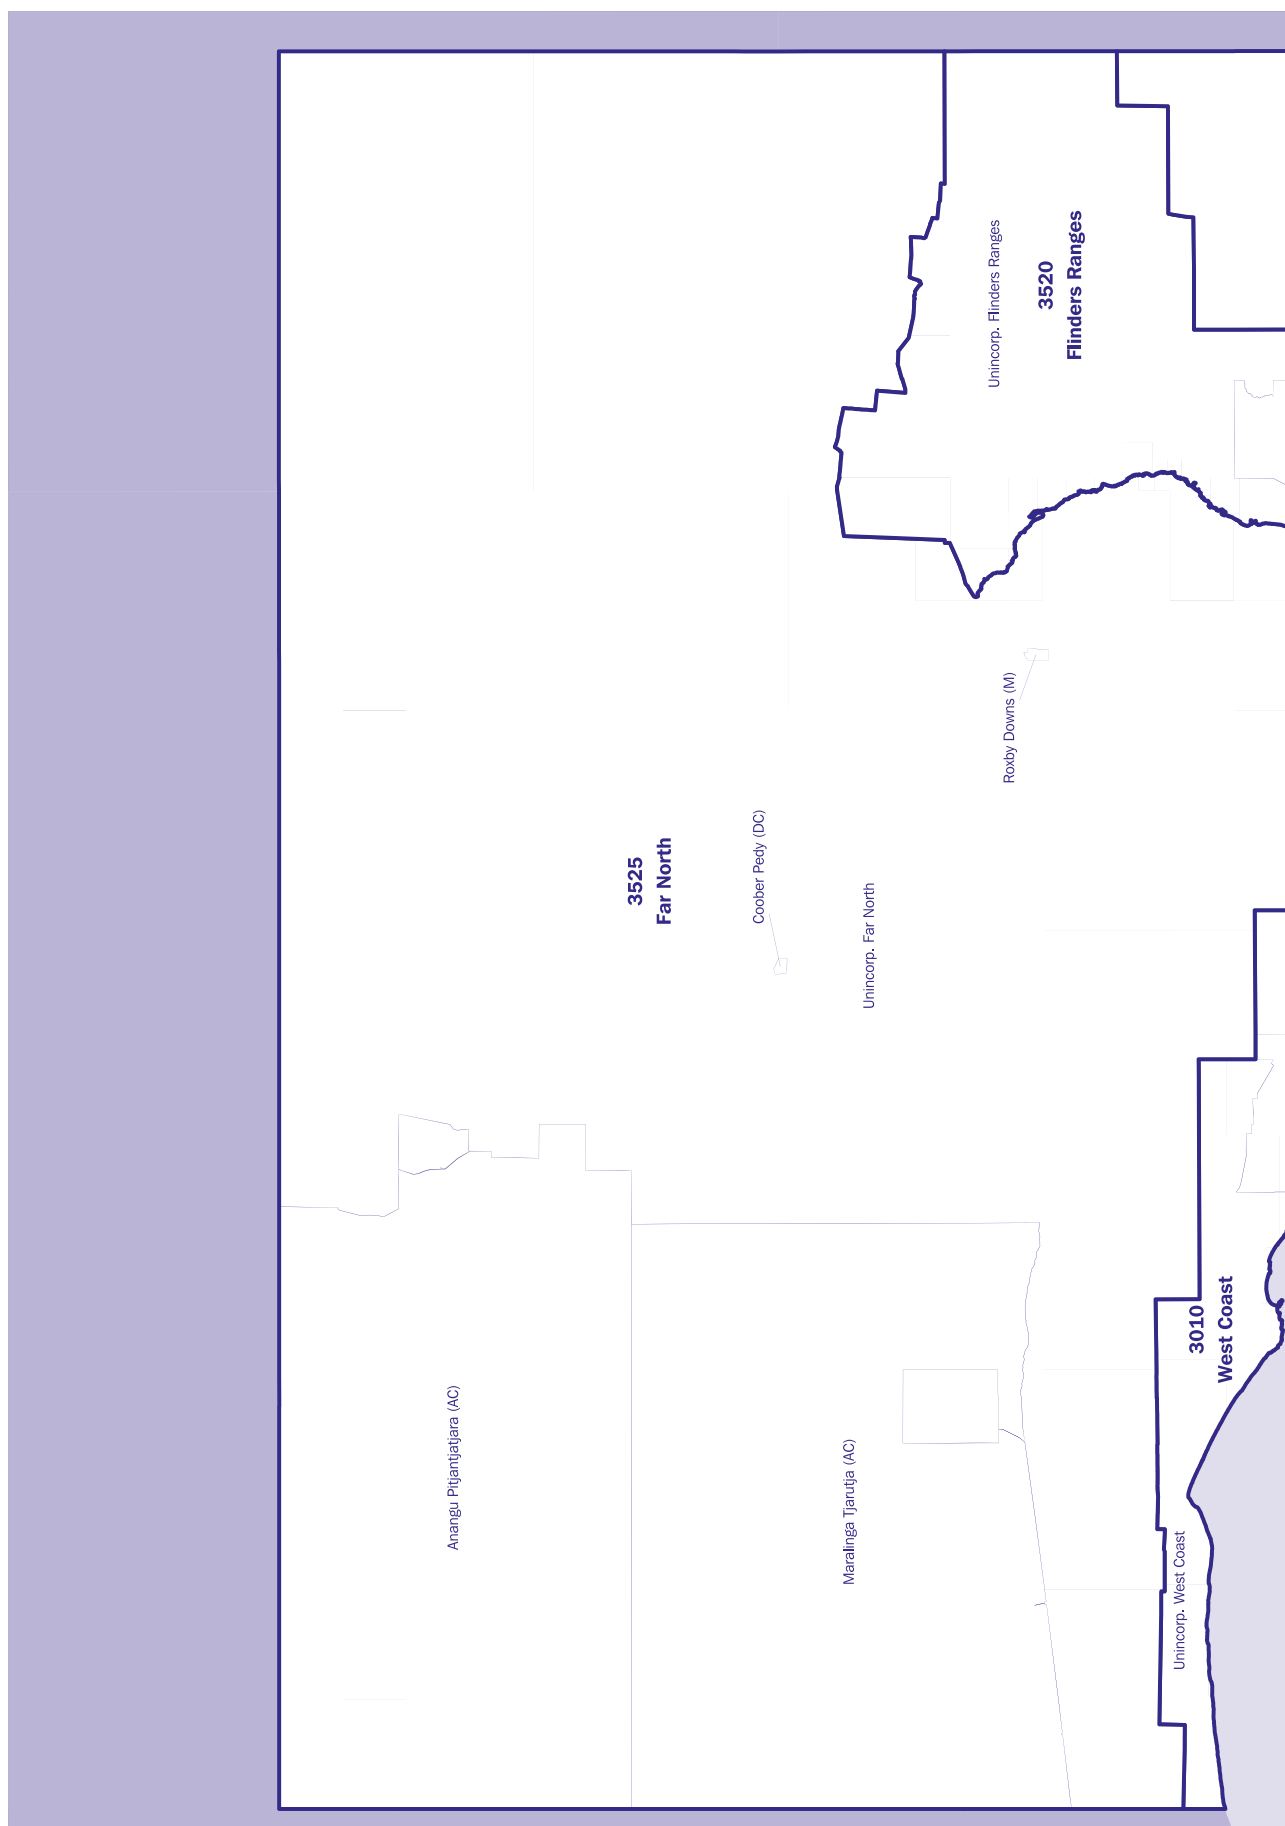 Unincorp. Flinders Ranges
3520
Flinders Ranges
Roxby Downs (M)
3525
Far North
Coober Pedy (DC)
Unincorp. Far North
Anangu Pitjantjatjara (AC)
Maralinga Tjarutja (AC)
3010
West Coast
Unincorp. West Coast